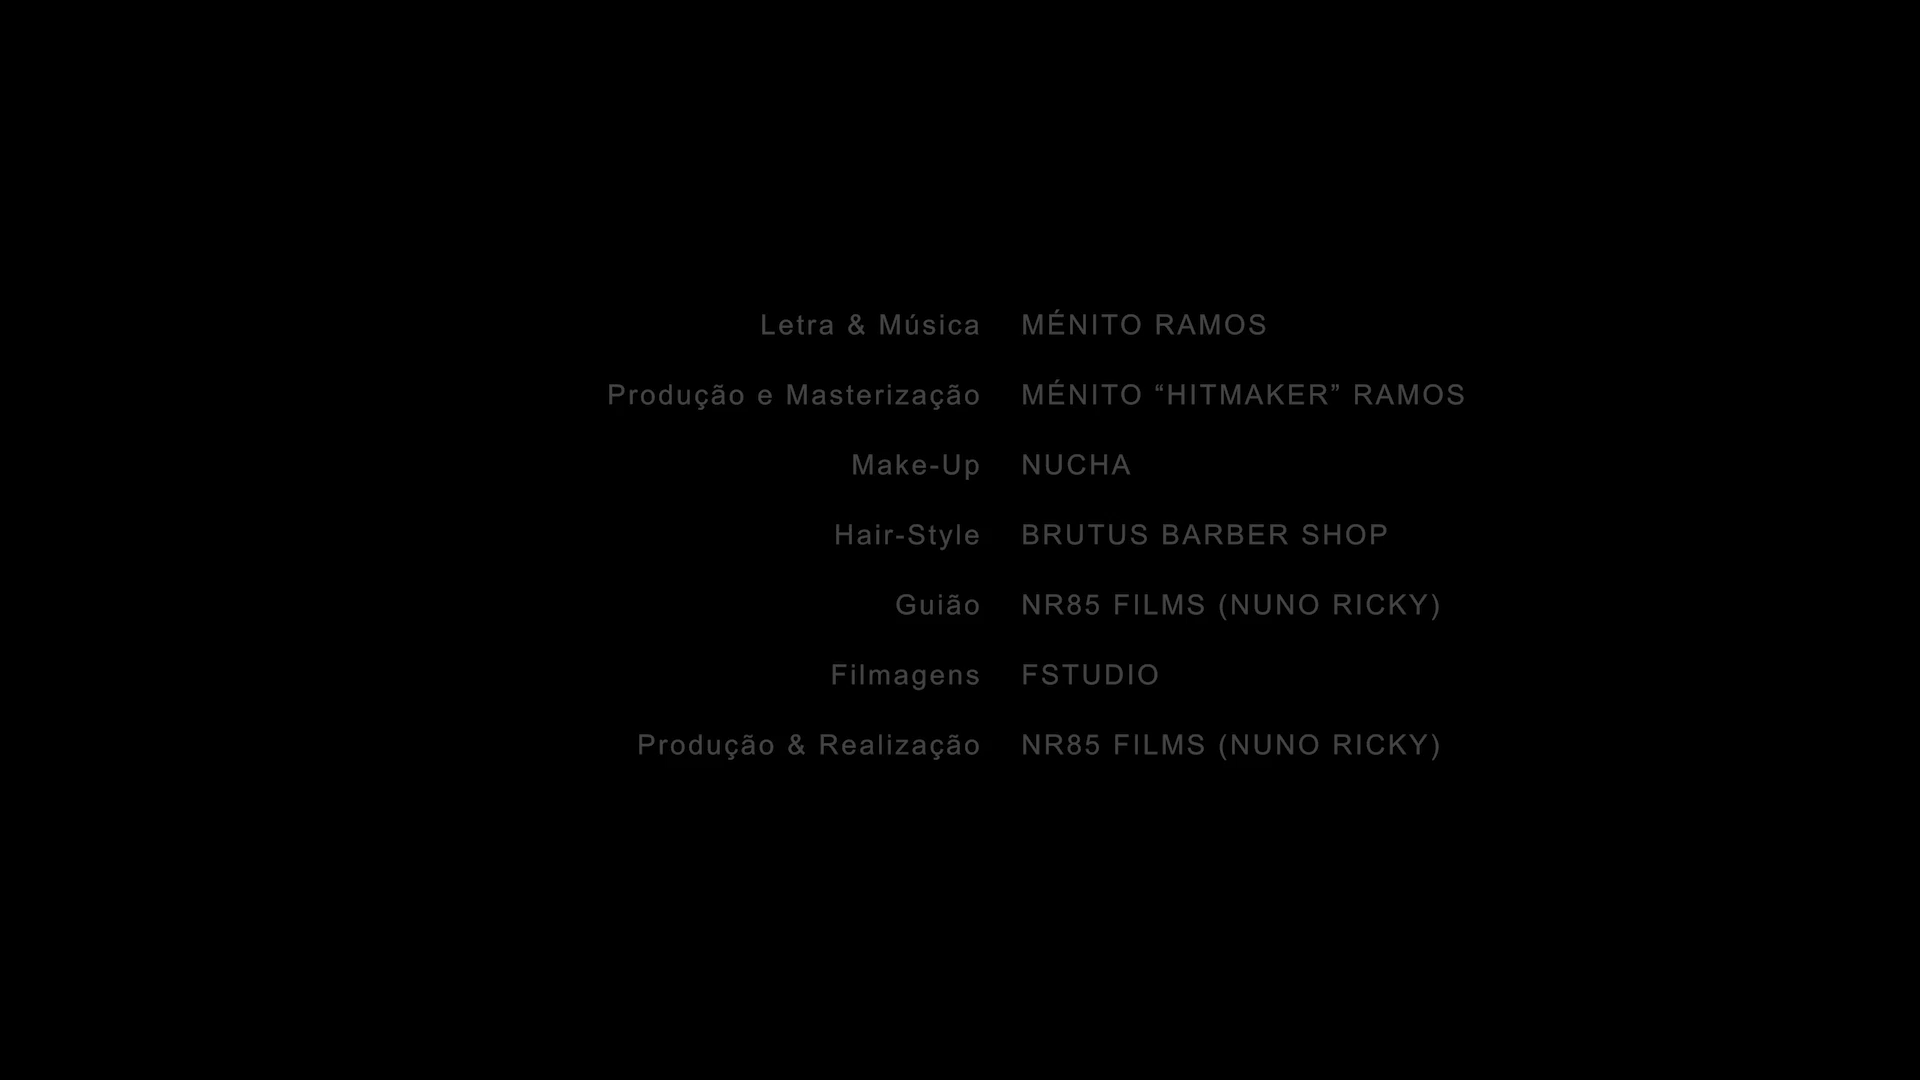 Letra & Música MÉNITO RAMOS
Produção e Masterização MÉNITO “HITMAKER” RAMOS
Make-Up NUCHA
Hair-Style BRUTUS BARBER SHOP
Guião NR85 FILMS (NUNO RICKY)
Filmagens FSTUDIO
Produção & Realização NR85 FILMS (NUNO RICKY)